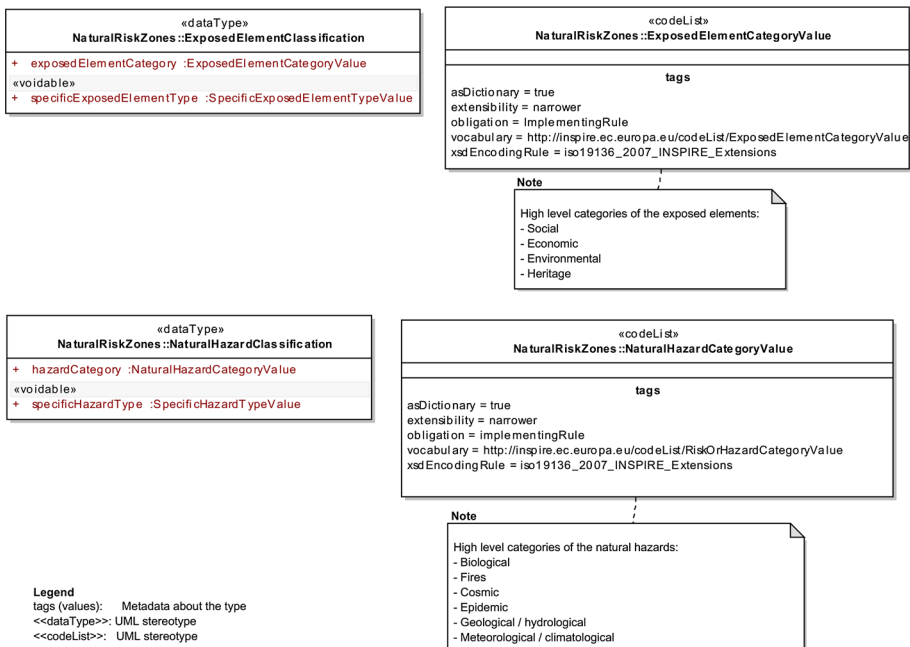 «dataType»
NaturalRiskZones::ExposedElementClassification
+ exposedElementCategory :ExposedElementCategoryValue
«voidable»
+ specificExposedElementType :SpecificExposedElementTypeValue
«codeList»
NaturalRiskZones::ExposedElementCategoryValue
tags
asDictionary = true
extensibility = narrower
obligation = ImplementingRule
vocabulary = http://inspire.ec.europa.eu/codeList/ExposedElementCategoryValue
xsdEncodingRule = iso19136_2007_INSPIRE_Extensions
Note
High level categories of the exposed elements:
- Social
- Economic
- Environmental
- Heritage
«dataType»
NaturalRiskZones::NaturalHazardClassification
+ hazardCategory :NaturalHazardCategoryValue
«voidable»
+ specificHazardType :SpecificHazardTypeValue
«codeList»
NaturalRiskZones::NaturalHazardCategoryValue
tags
asDictionary = true
extensibility = narrower
obligation = implementingRule
vocabulary = http://inspire.ec.europa.eu/codeList/RiskOrHazardCategoryValue
xsdEncodingRule = iso19136_2007_INSPIRE_Extensions
Note
High level categories of the natural hazards:
- Biological
- Fires
- Cosmic
- Epidemic
- Geological / hydrological
- Meteorological / climatological
Legend
tags (values): Metadata about the type
<<dataType>>: UML stereotype
<<codeList>>: UML stereotype